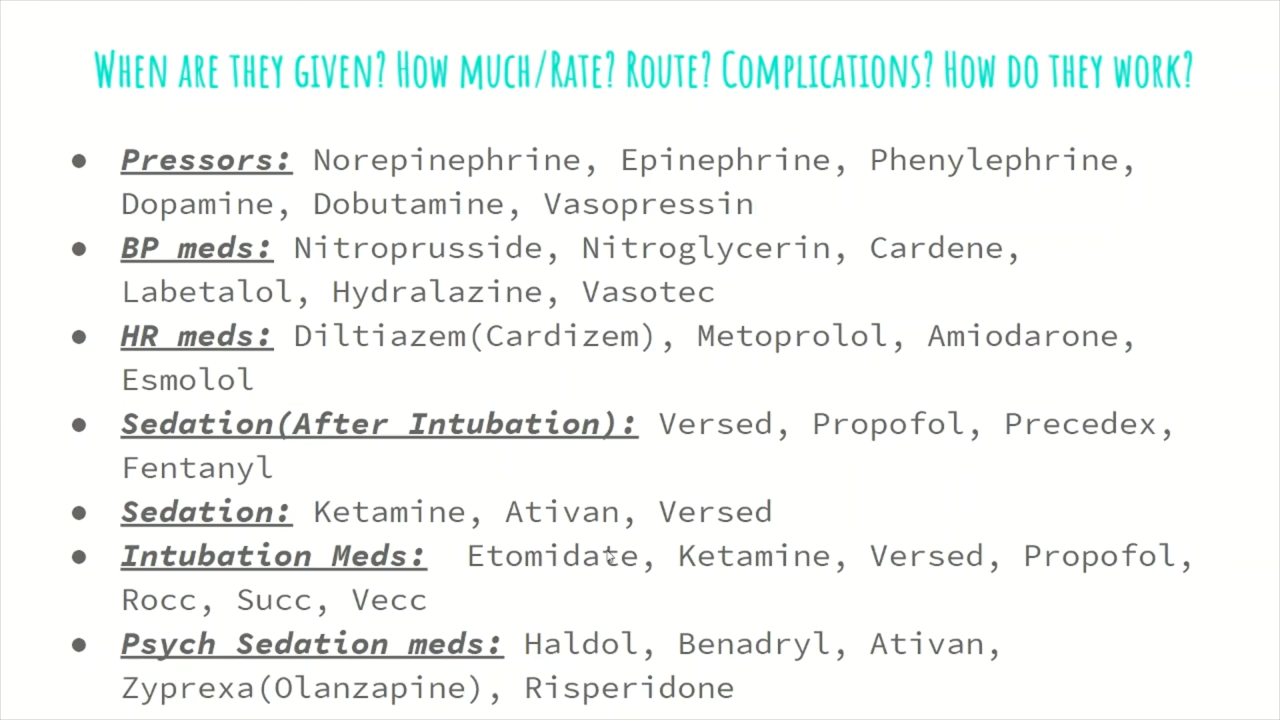 When are they given? How much/Rate? Route? Complications? How do they work?
● Pressors: Norepinephrine, Epinephrine, Phenylephrine,
Dopamine, Dobutamine, Vasopressin
● BP meds: Nitroprusside, Nitroglycerin, Cardene,
Labetalol, Hydralazine, Vasotec
● HR meds: Diltiazem(Cardizem), Metoprolol, Amiodarone,
Esmolol
● Sedation(After Intubation): Versed, Propofol, Precedex,
Fentanyl
● Sedation: Ketamine, Ativan, Versed
● Intubation Meds: Etomidate, Ketamine, Versed, Propofol,
Rocc, Succ, Vecc
● Psych Sedation meds: Haldol, Benadryl, Ativan,
Zyprexa(Olanzapine), Risperidone